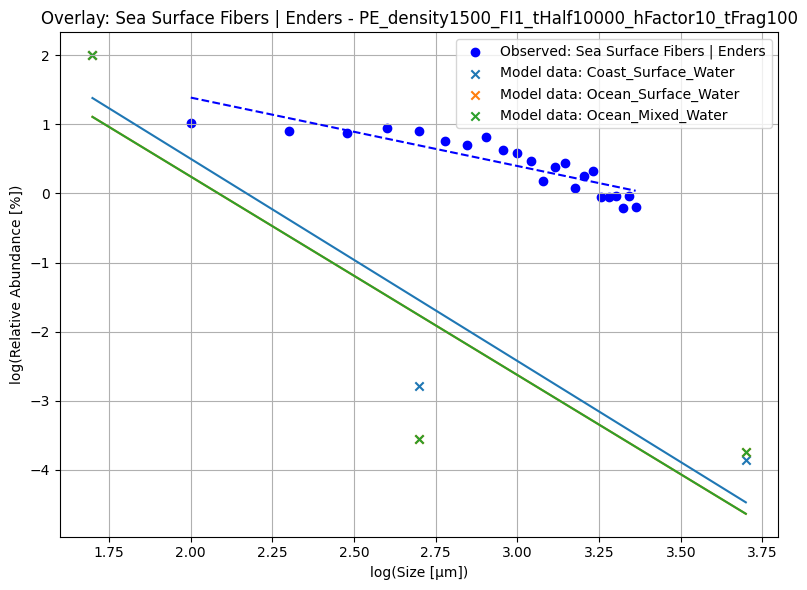 Overlay: Sea Surface Fibers | Enders - PE_density1500_FI1_tHalf10000_hFactor10_tFrag100
Observed: Sea Surface Fibers | Enders
Model data: Coast_Surface_Water
Model data: Ocean_Surface_Water
Model data: Ocean_Mixed_Water
log(Relative Abundance [%])
2
1
0
−1
−2
−3
−4
1.75
2.00
2.25
2.50
2.75
3.00
3.25
3.50
3.75
log(Size [μm])